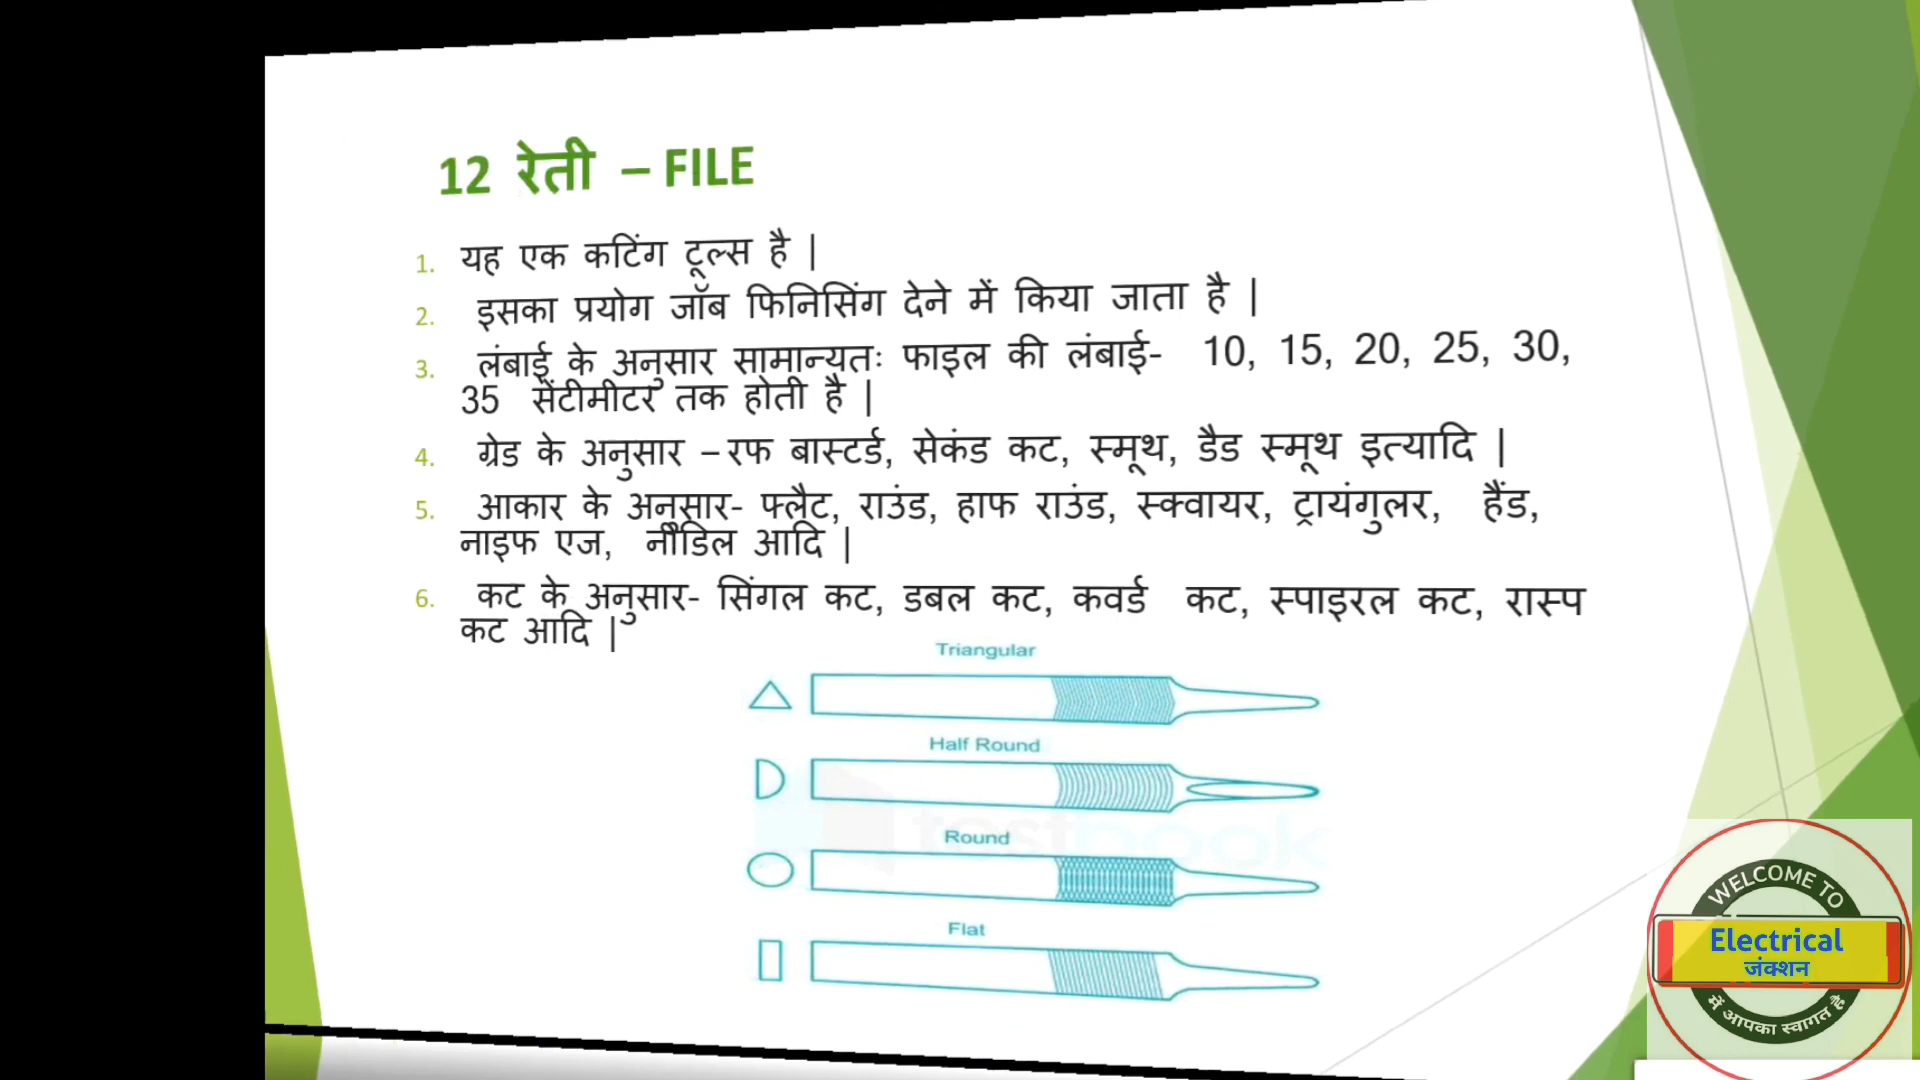 12 रेती – FILE
1. यह एक कटिंग टूल्स है |
2. इसका प्रयोग जॉब फिनिसिंग देने में किया जाता है |
3. लंबाई के अनुसार सामान्यतः फाइल की लंबाई- 10, 15, 20, 25, 30,
35 सेंटीमीटर तक होती है |
4. ग्रेड के अनुसार – रफ बास्टर्ड, सेकंड कट, स्मूथ, डैड स्मूथ इत्यादि |
5. आकार के अनुसार- फ्लैट, राउंड, हाफ राउंड, स्क्वायर, ट्रायंगुलर, हैंड,
नाइफ एज, नीडिल आदि |
6. कट के अनुसार- सिंगल कट, डबल कट, कवर्ड कट, स्पाइरल कट, रास्प
कट आदि |
Triangular
Half Round
testbook
Round
Flat
WELCOME TO
Electrical
जंक्शन
में आपका स्वागत है